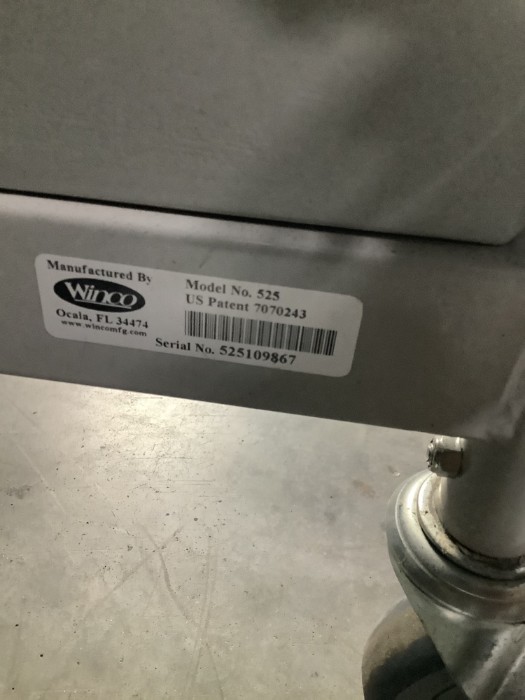 Manufactured By
Winco
Ocala, FL 34474
www.wincomfg.com
Model No. 525
US Patent 7070243
Serial No. 525109867